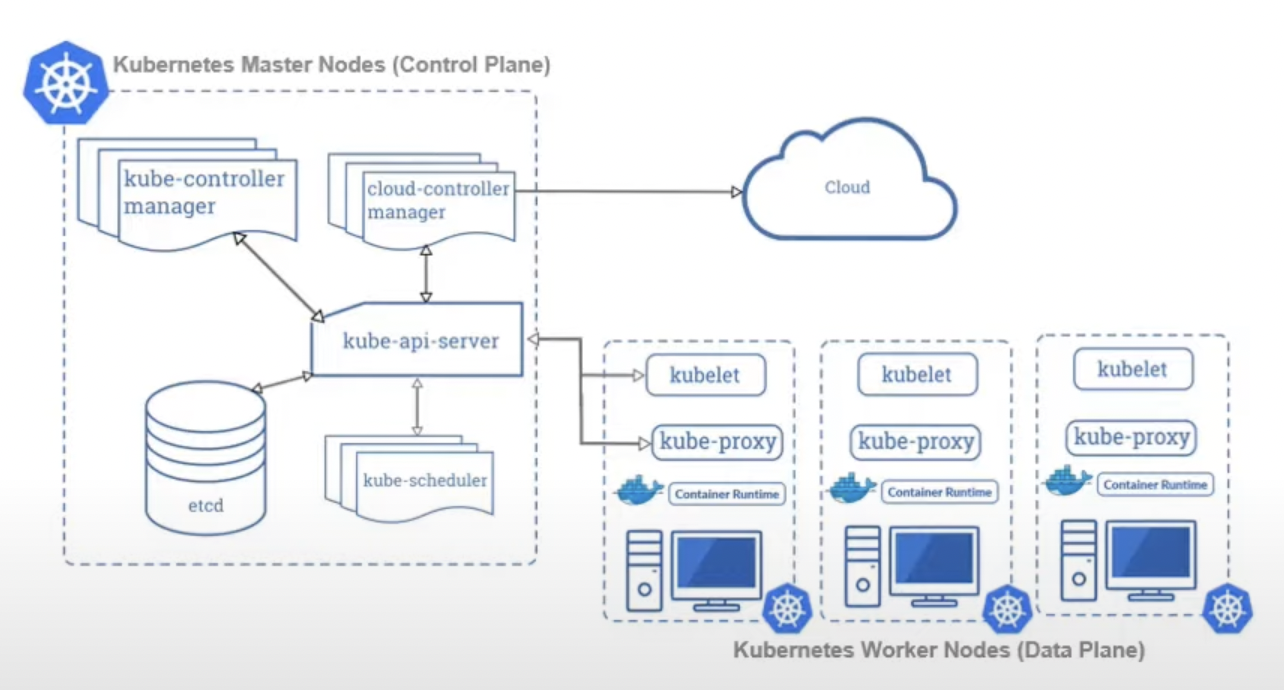 Kubernetes Master Nodes (Control Plane)
kube-controller
manager
cloud-controller
manager
Cloud
kube-api-server
etcd
kube-scheduler
kubelet
kube-proxy
Container Runtime
kubelet
kube-proxy
Container Runtime
kubelet
kube-proxy
Container Runtime
Kubernetes Worker Nodes (Data Plane)